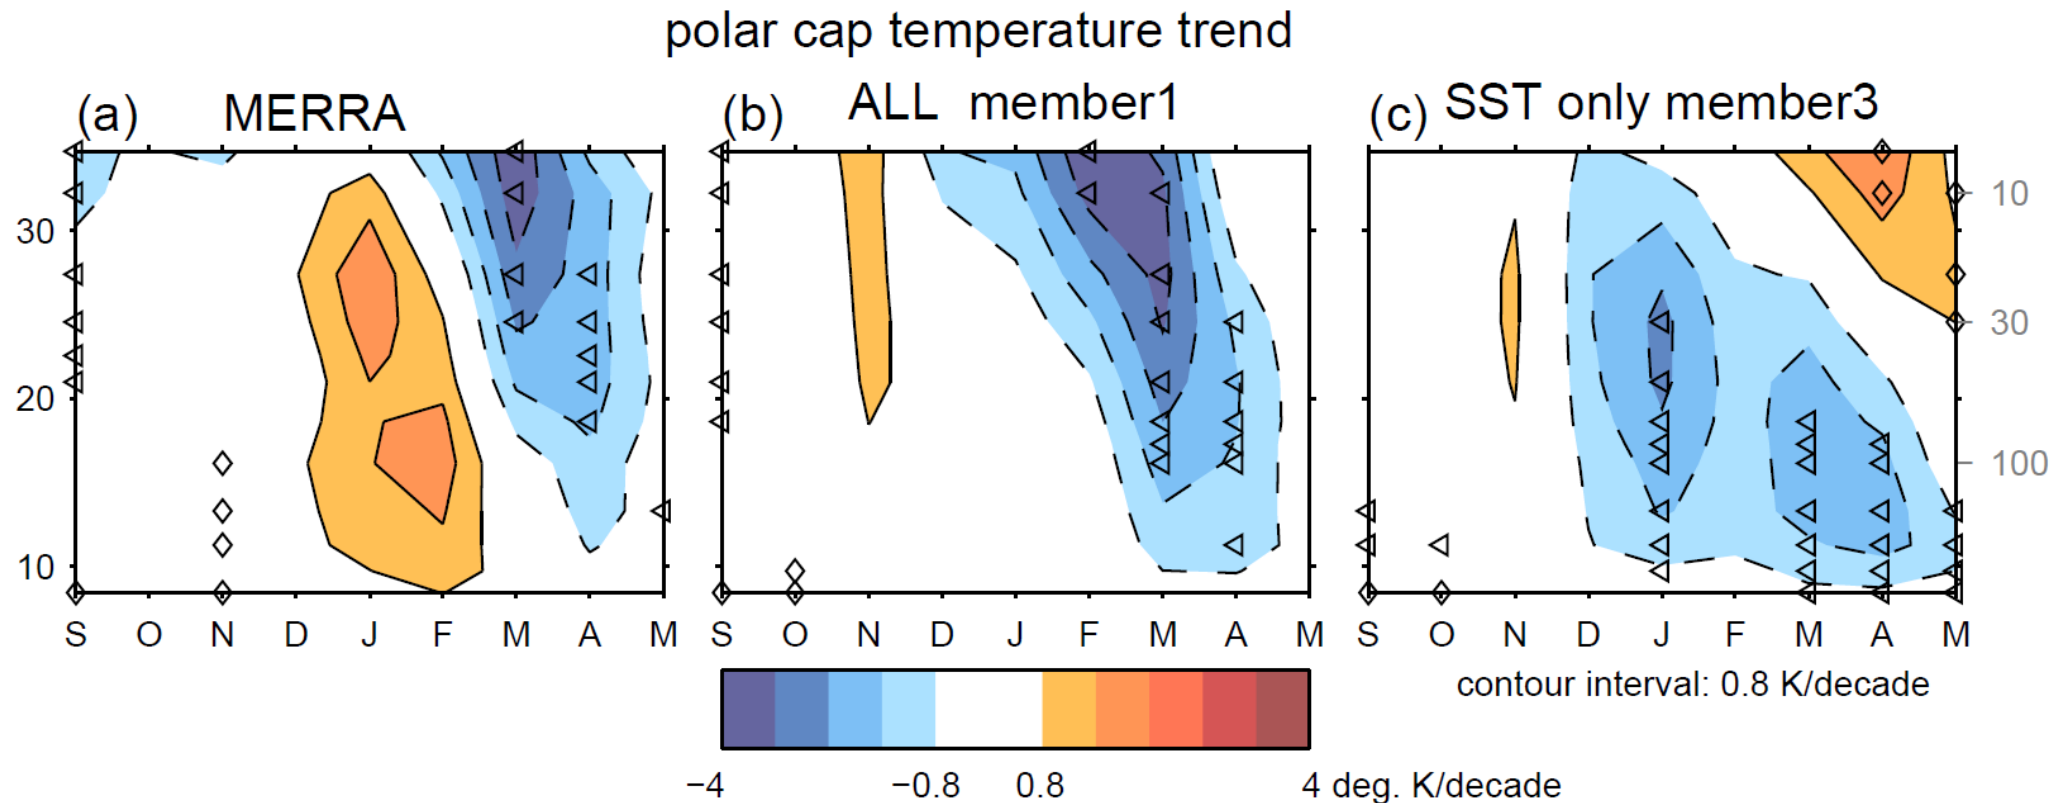 polar cap temperature trend
(a) MERRA
(b) ALL member1
(c) SST only member3
30
20
10
10
30
100
S O N D J F M A M
S O N D J F M A M
S O N D J F M A M
contour interval: 0.8 K/decade
−4 −0.8 0.8 4 deg. K/decade